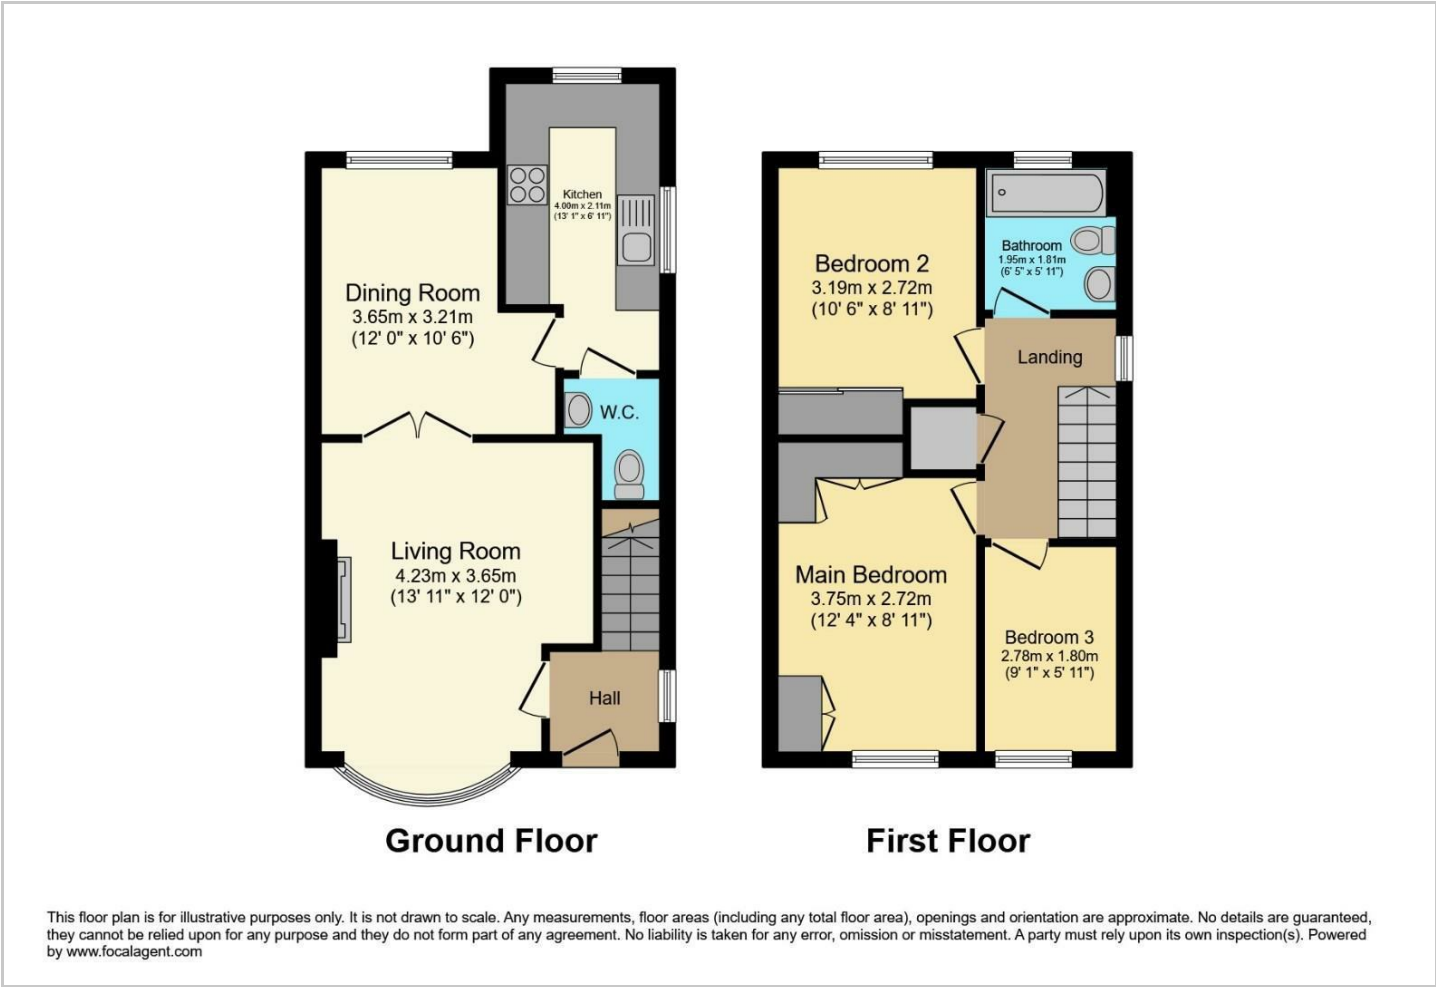 Kitchen
4.00m x 2.11m
(13' 1" x 6' 11")
Dining Room
3.65m x 3.21m
(12' 0" x 10' 6")
W.C.
Living Room
4.23m x 3.65m
(13' 11" x 12' 0")
Hall
Ground Floor
Bedroom 2
3.19m x 2.72m
(10' 6" x 8' 11")
Bathroom
1.95m x 1.81m
(6' 5" x 5' 11")
Landing
Main Bedroom
3.75m x 2.72m
(12' 4" x 8' 11")
Bedroom 3
2.78m x 1.80m
(9' 1" x 5' 11")
First Floor
This floor plan is for illustrative purposes only. It is not drawn to scale. Any measurements, floor areas (including any total floor area), openings and orientation are approximate. No details are guaranteed,
they cannot be relied upon for any purpose and they do not form part of any agreement. No liability is taken for any error, omission or misstatement. A party must rely upon its own inspection(s). Powered
by www.focalagent.com